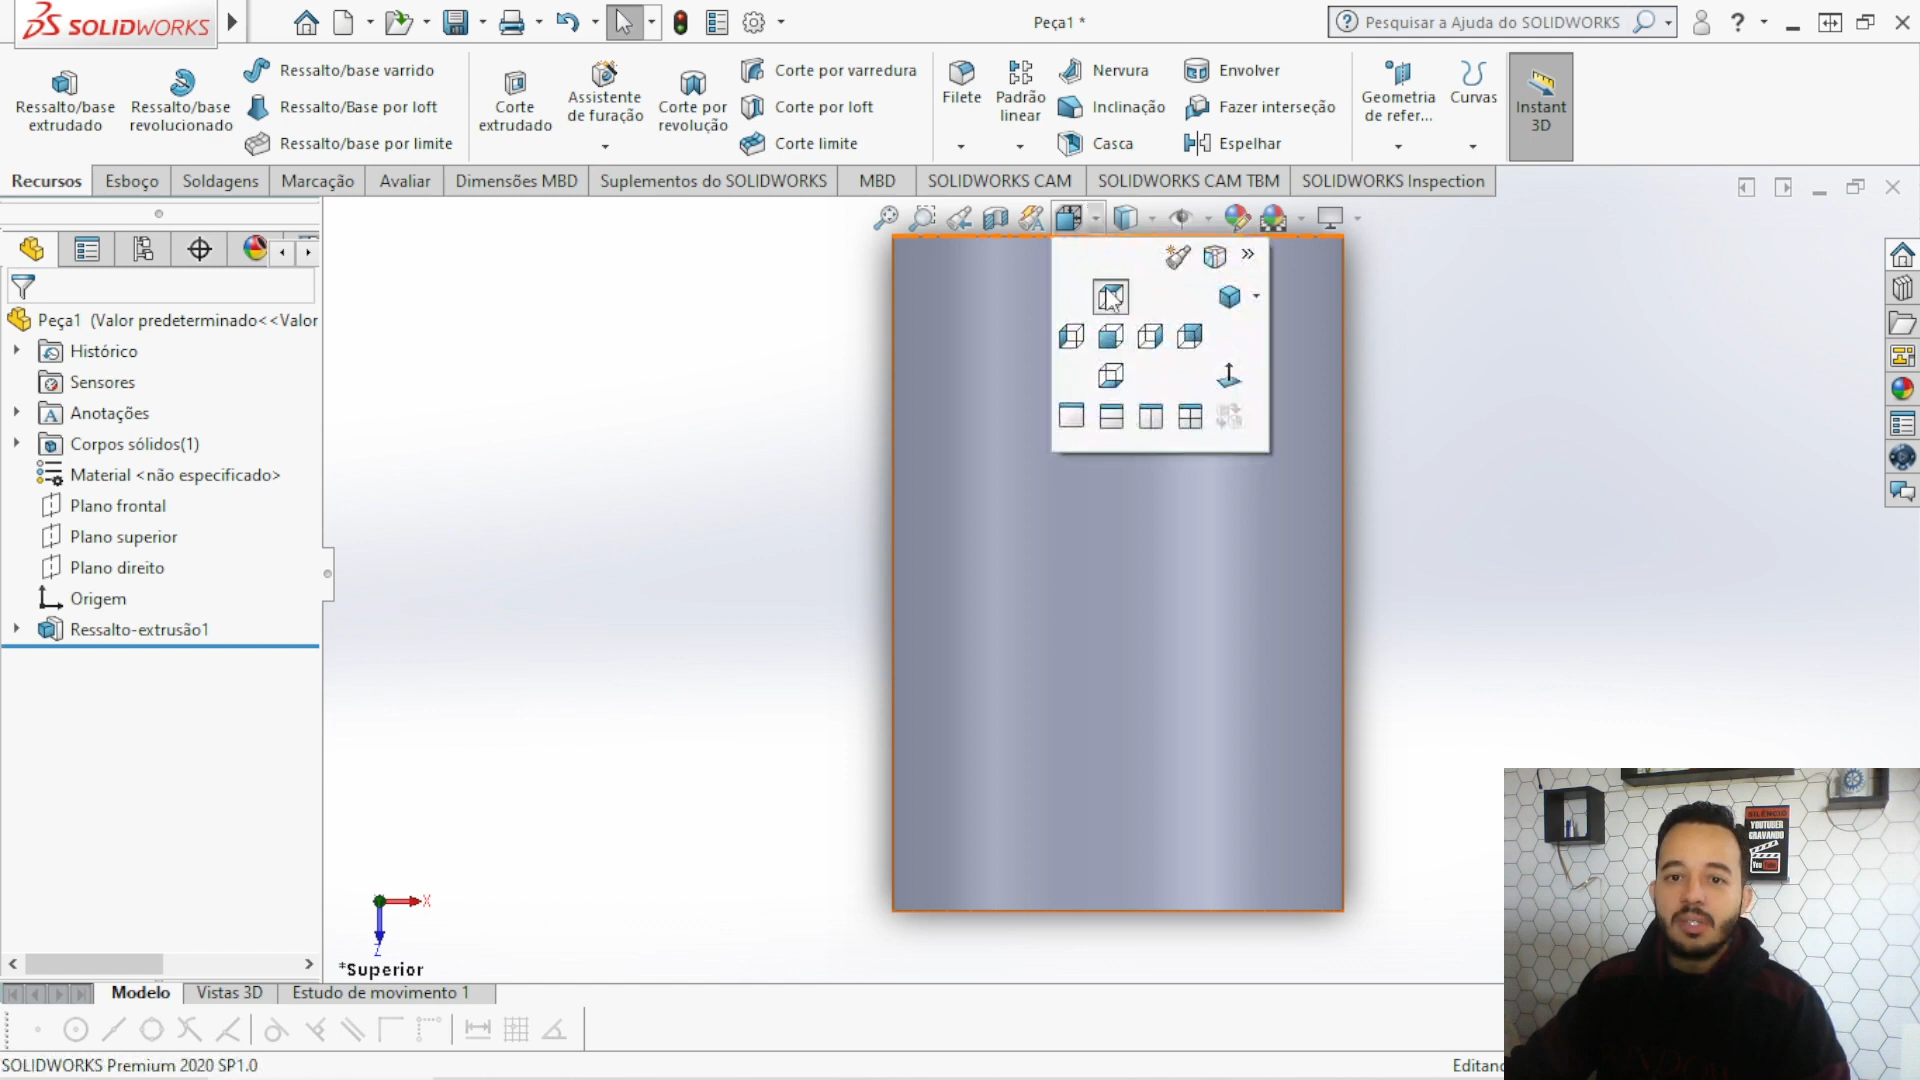 SOLIDWORKS
Peça1 *
Pesquisar a Ajuda do SOLIDWORKS
Ressalto/base
extrudado
Ressalto/base
revolucionado
Ressalto/base varrido
Ressalto/Base por loft
Ressalto/base por limite
Corte
extrudado
Assistente
de furação
Corte por
revolução
Corte por varredura
Corte por loft
Corte limite
Filete
Padrão
linear
Nervura
Inclinação
Casca
Envolver
Fazer interseção
Espelhar
Geometria
de refer...
Curvas
Instant
3D
Recursos
Esboço
Soldagens
Marcação
Avaliar
Dimensões MBD
Suplementos do SOLIDWORKS
MBD
SOLIDWORKS CAM
SOLIDWORKS CAM TBM
SOLIDWORKS Inspection
Peça1 (Valor predeterminado<<Valor
Histórico
Sensores
Anotações
Corpos sólidos(1)
Material <não especificado>
Plano frontal
Plano superior
Plano direito
Origem
Ressalto-extrusão1
X
Z
*Superior
Modelo
Vistas 3D
Estudo de movimento 1
SOLIDWORKS Premium 2020 SP1.0
Editand
SILÊNCIO
YOUTUBER
GRAVANDO
You